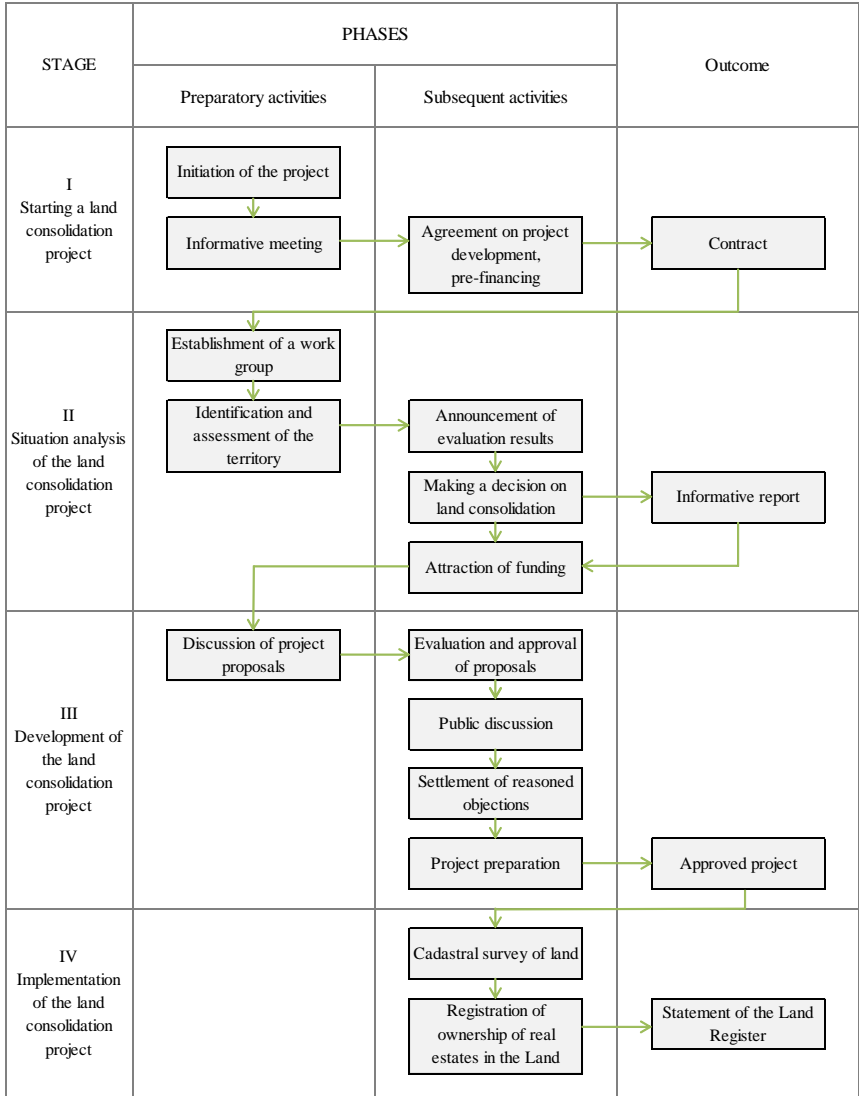 STAGE
PHASES
Outcome
Preparatory activities
Subsequent activities
I
Starting a land
consolidation
project
Initiation of the project
Informative meeting
Agreement on project
development,
pre-financing
Contract
II
Situation analysis
of the land
consolidation
project
Establishment of a work
group
Identification and
assessment of the
territory
Announcement of
evaluation results
Making a decision on
land consolidation
Informative report
Attraction of funding
III
Development of
the land
consolidation
project
Discussion of project
proposals
Evaluation and approval
of proposals
Public discussion
Settlement of reasoned
objections
Project preparation
Approved project
IV
Implementation
of the land
consolidation
project
Cadastral survey of land
Registration of
ownership of real
estates in the Land
Statement of the Land
Register